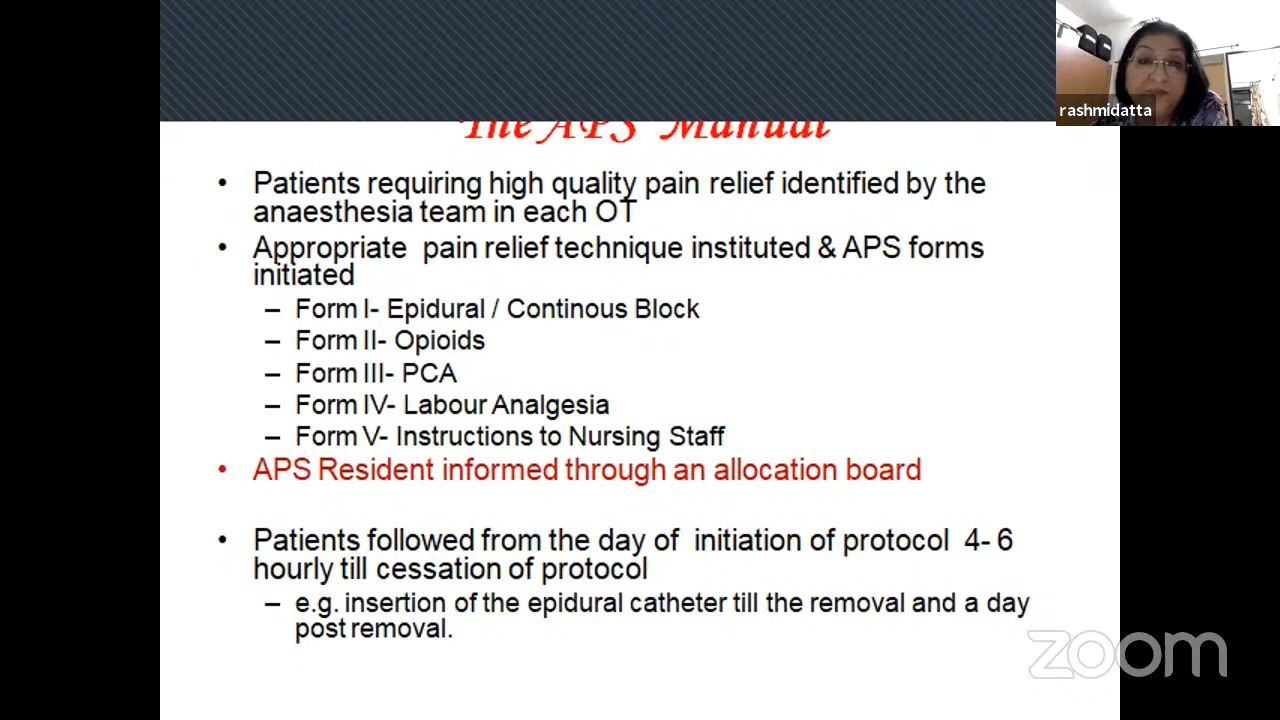 rashmidatta
The APS Manual
• Patients requiring high quality pain relief identified by the
anaesthesia team in each OT
• Appropriate pain relief technique instituted & APS forms
initiated
– Form I- Epidural / Continous Block
– Form II- Opioids
– Form III- PCA
– Form IV- Labour Analgesia
– Form V- Instructions to Nursing Staff
• APS Resident informed through an allocation board
• Patients followed from the day of initiation of protocol 4- 6
hourly till cessation of protocol
– e.g. insertion of the epidural catheter till the removal and a day
post removal.
zoom